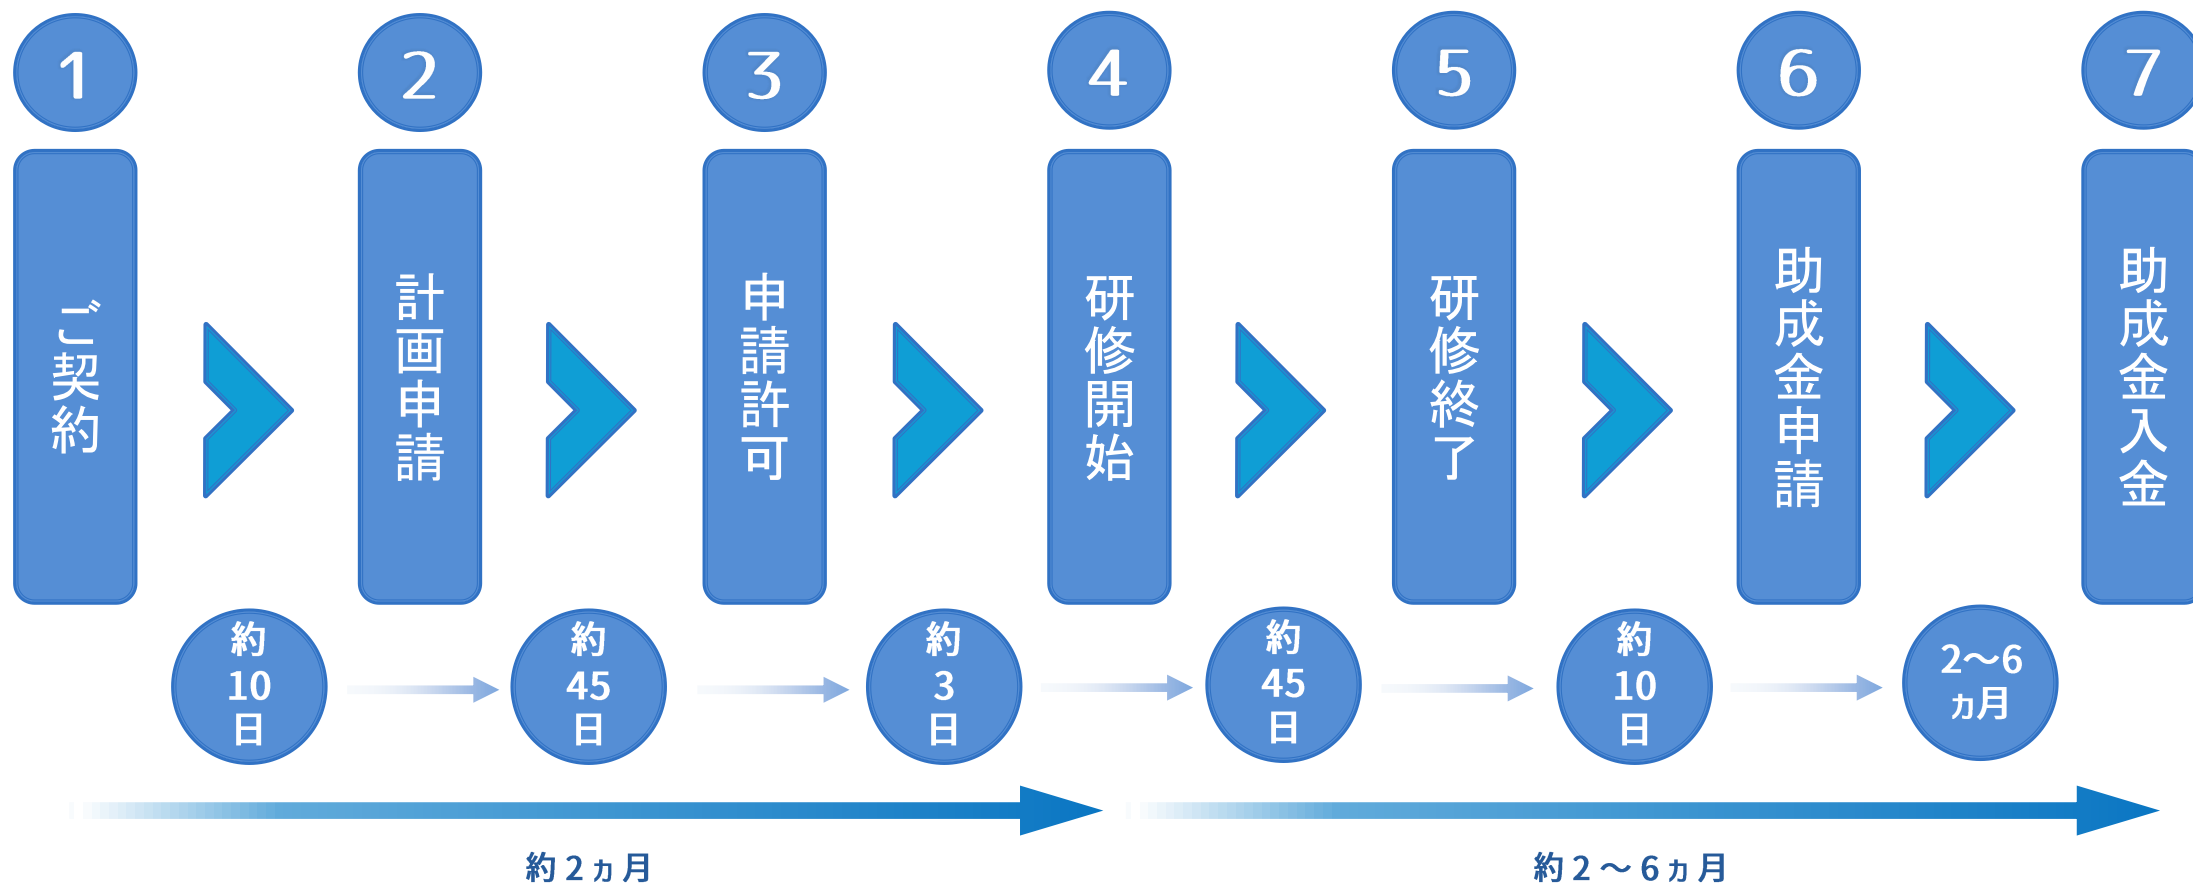 1
2
3
4
5
6
7
ご契約
計画申請
申請許可
研修開始
研修終了
助成金申請
助成金入金
約
10
日
約
45
日
約
3
日
約
45
日
約
10
日
2〜6
ヵ月
約2ヵ月
約2〜6ヵ月